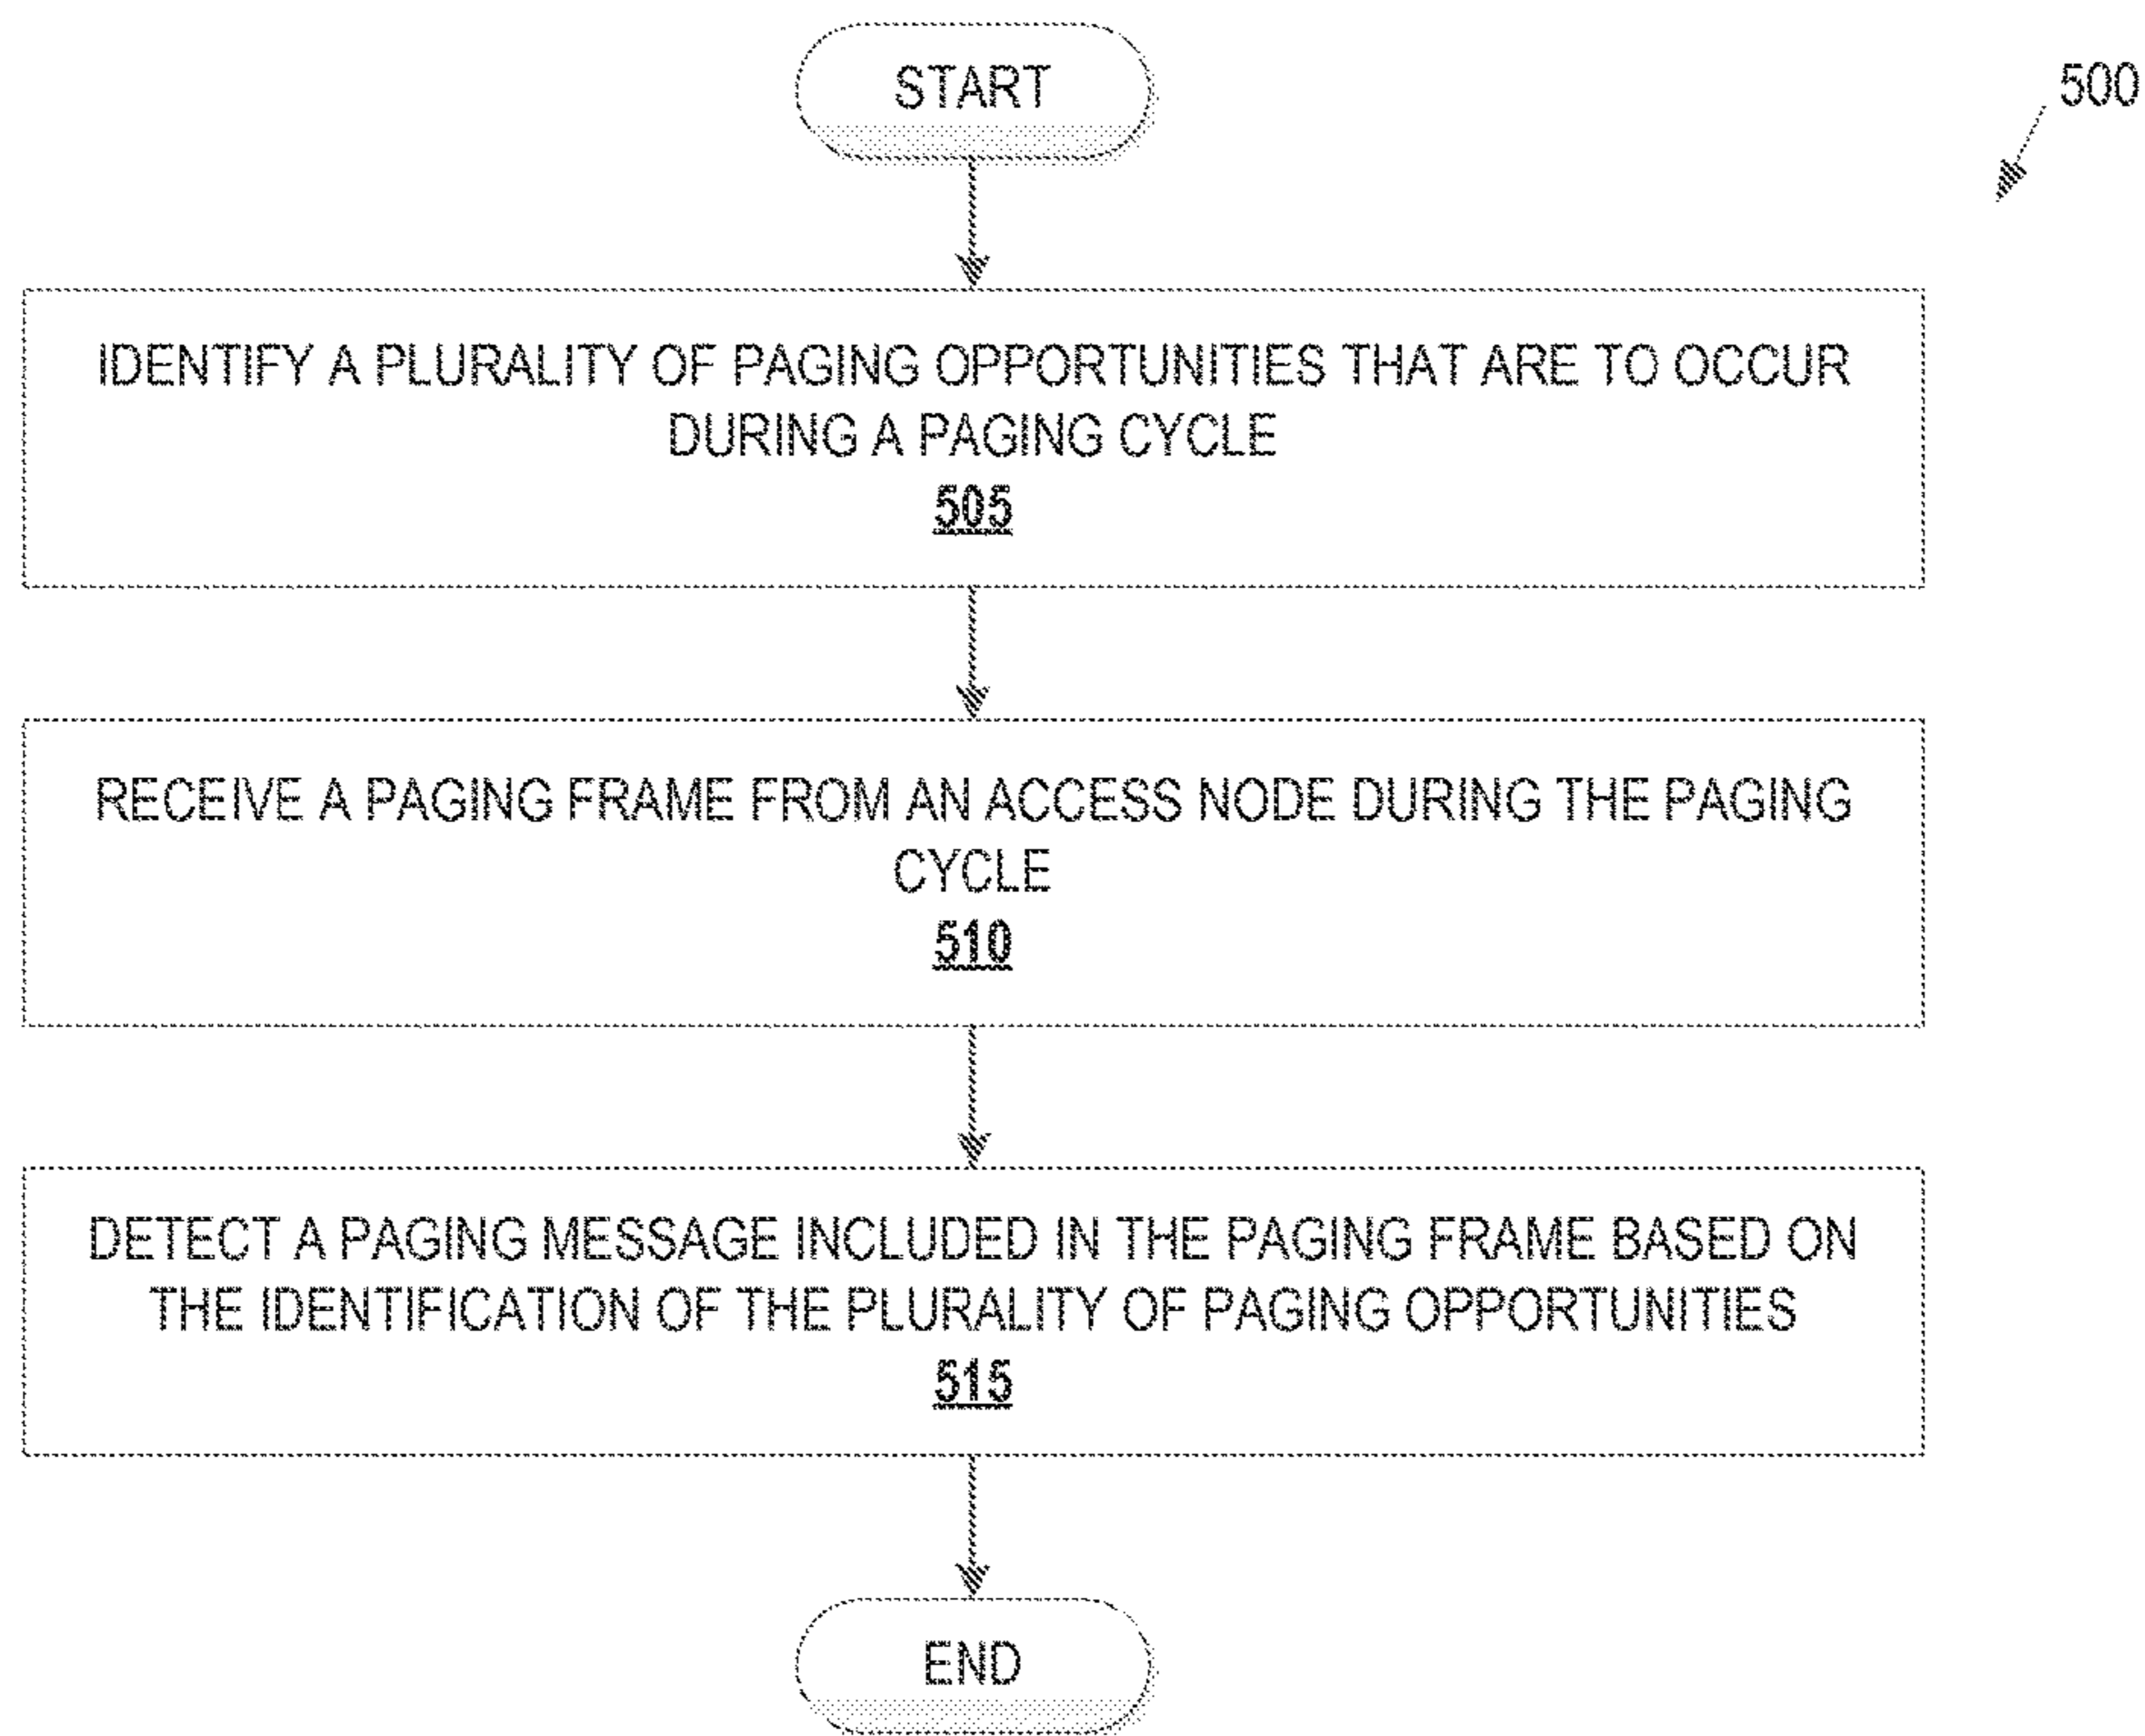 START
500
IDENTIFY A PLURALITY OF PAGING OPPORTUNITIES THAT ARE TO OCCUR
DURING A PAGING CYCLE
505
RECEIVE A PAGING FRAME FROM AN ACCESS NODE DURING THE PAGING
CYCLE
510
DETECT A PAGING MESSAGE INCLUDED IN THE PAGING FRAME BASED ON
THE IDENTIFICATION OF THE PLURALITY OF PAGING OPPORTUNITIES
515
END